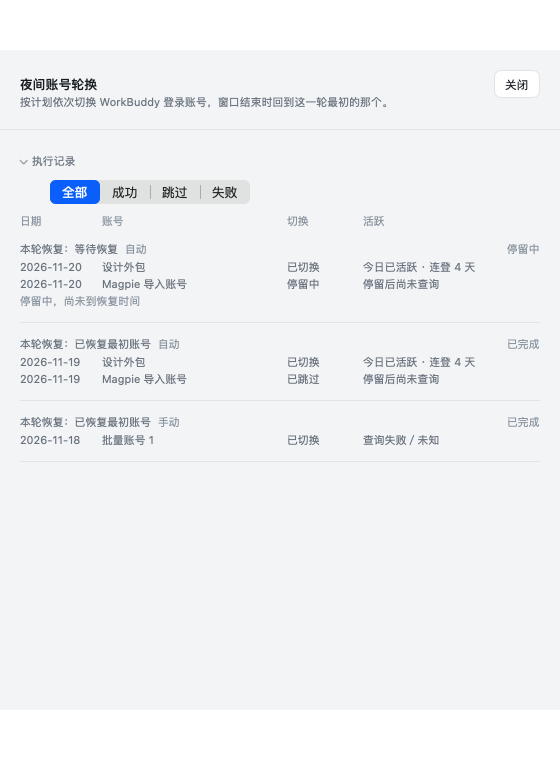 夜间账号轮换
关闭
按计划依次切换 WorkBuddy 登录账号，窗口结束时回到这一轮最初的那个。
执行记录
全部 成功 跳过 失败
日期 账号 切换 活跃
本轮恢复：等待恢复 自动 停留中
2026-11-20 设计外包 已切换 今日已活跃 · 连登 4 天
2026-11-20 Magpie 导入账号 停留中 停留后尚未查询
停留中，尚未到恢复时间
本轮恢复：已恢复最初账号 自动 已完成
2026-11-19 设计外包 已切换 今日已活跃 · 连登 4 天
2026-11-19 Magpie 导入账号 已跳过 停留后尚未查询
本轮恢复：已恢复最初账号 手动 已完成
2026-11-18 批量账号 1 已切换 查询失败 / 未知